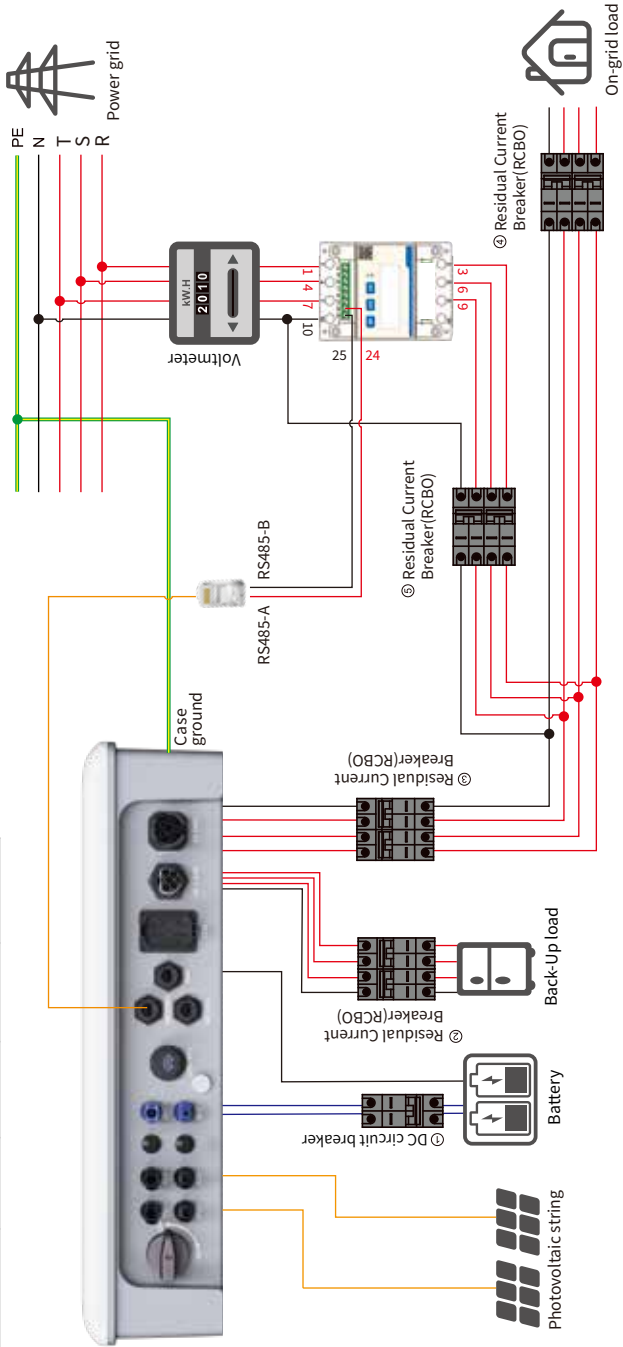 PE
N
T
S
R
Power grid
On-grid load
④ Residual Current
Breaker(RCBO)
kW.H
2010
Voltmeter
1
4
7
10
3
6
9
25
24
⑤ Residual Current
Breaker(RCBO)
RS485-B
RS485-A
Case
ground
③ Residual Current
Breaker(RCBO)
② Residual Current
Breaker(RCBO)
Back-Up load
① DC circuit breaker
Battery
Photovoltaic string